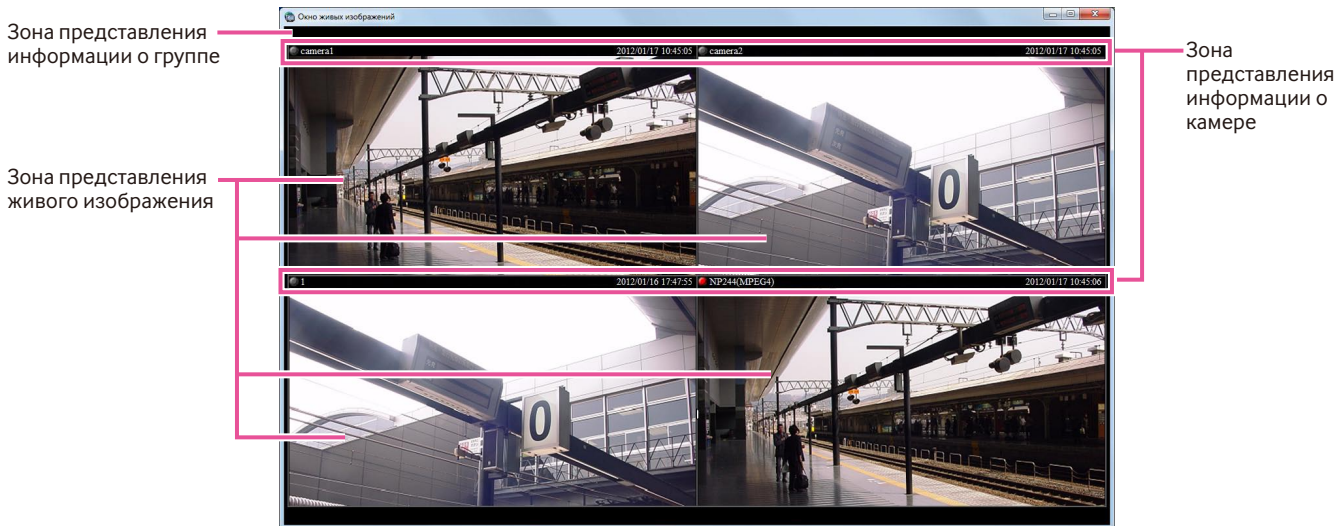 Окно живых изображений
Зона представления
информации о группе
camera1 2012/01/17 10:45:05 camera2 2012/01/17 10:45:05
Зона
представления
информации о
камере
Зона представления
живого изображения
0
1 2012/01/16 17:47:55 NP244(MPEG4) 2012/01/17 10:45:06
0